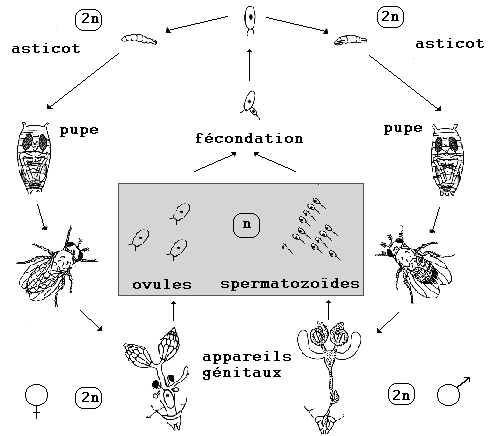 2n
2n
asticot
asticot
pupe
pupe
fécondation
n
ovules
spermatozoïdes
appareils
génitaux
2n
2n